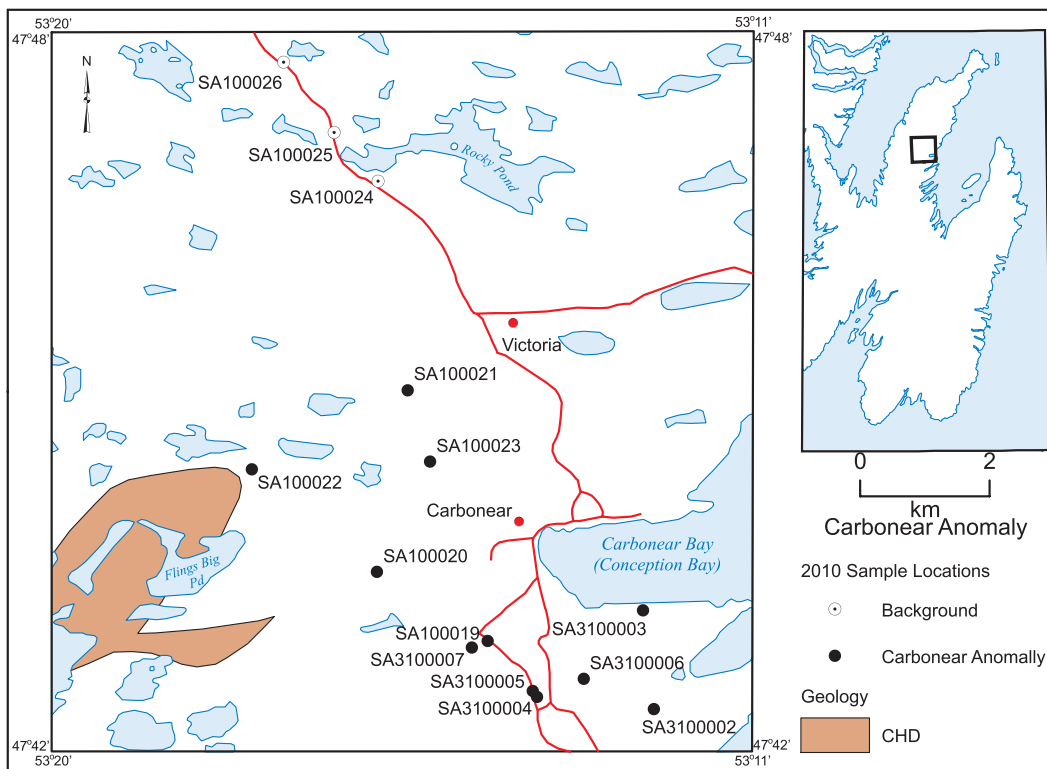 53°20'
53°11'
47°48'
47°48'
N
SA100026
SA100025
Rocky Pond
SA100024
Victoria
SA100021
SA100023
SA100022
Carbonear
Carbonear Bay
(Conception Bay)
Flings Big
Pd
SA100020
SA3100003
SA100019
SA3100007
SA3100006
SA3100005
SA3100004
SA3100002
47°42'
47°42'
53°20'
53°11'
0 2
km
Carbonear Anomaly
2010 Sample Locations
Background
Carbonear Anomally
Geology
CHD